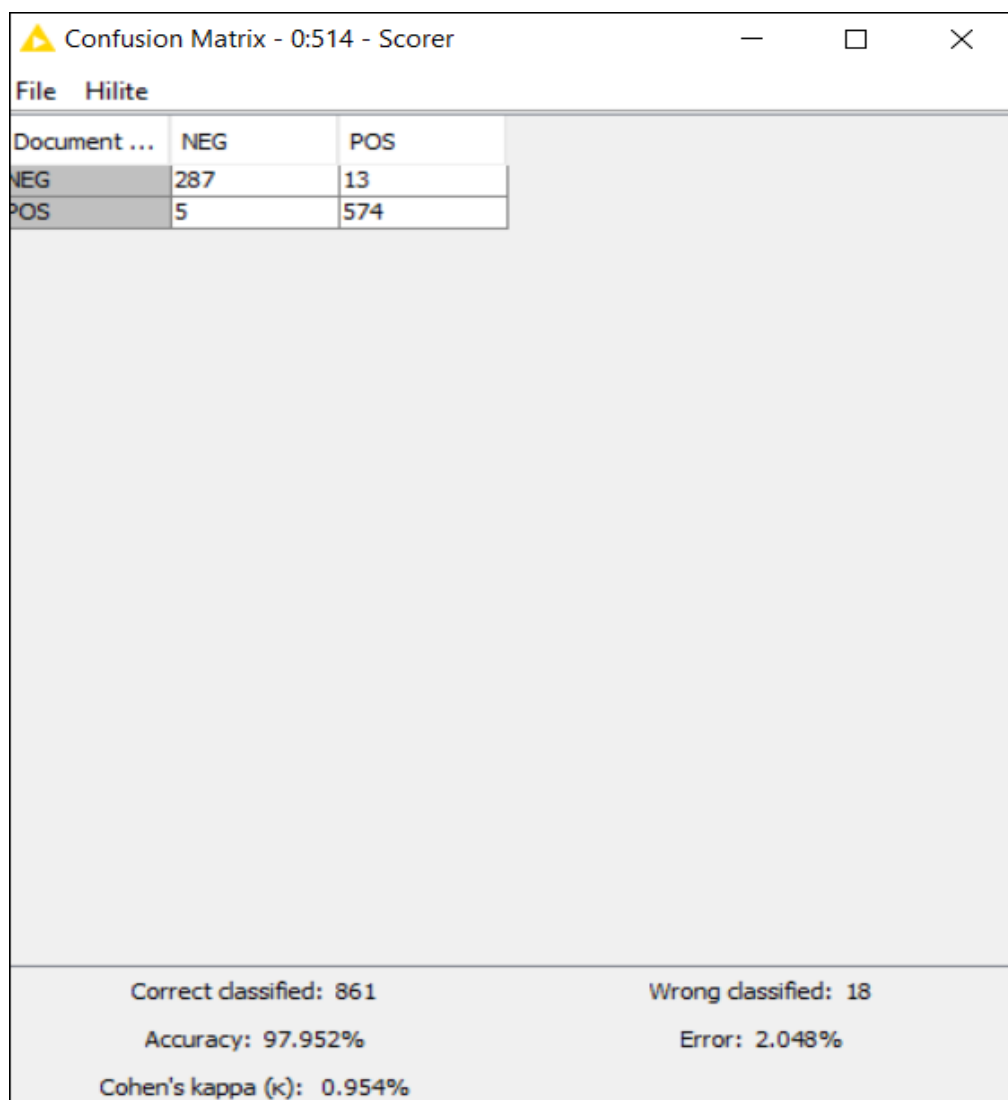 Confusion Matrix - 0:514 - Scorer
File Hilite
Document ... NEG POS
NEG 287 13
POS 5 574
Correct classified: 861 Wrong classified: 18
Accuracy: 97.952% Error: 2.048%
Cohen's kappa (κ): 0.954%